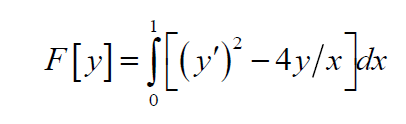 F[y] = ∫₀¹ [(y′)² − 4y/x] dx